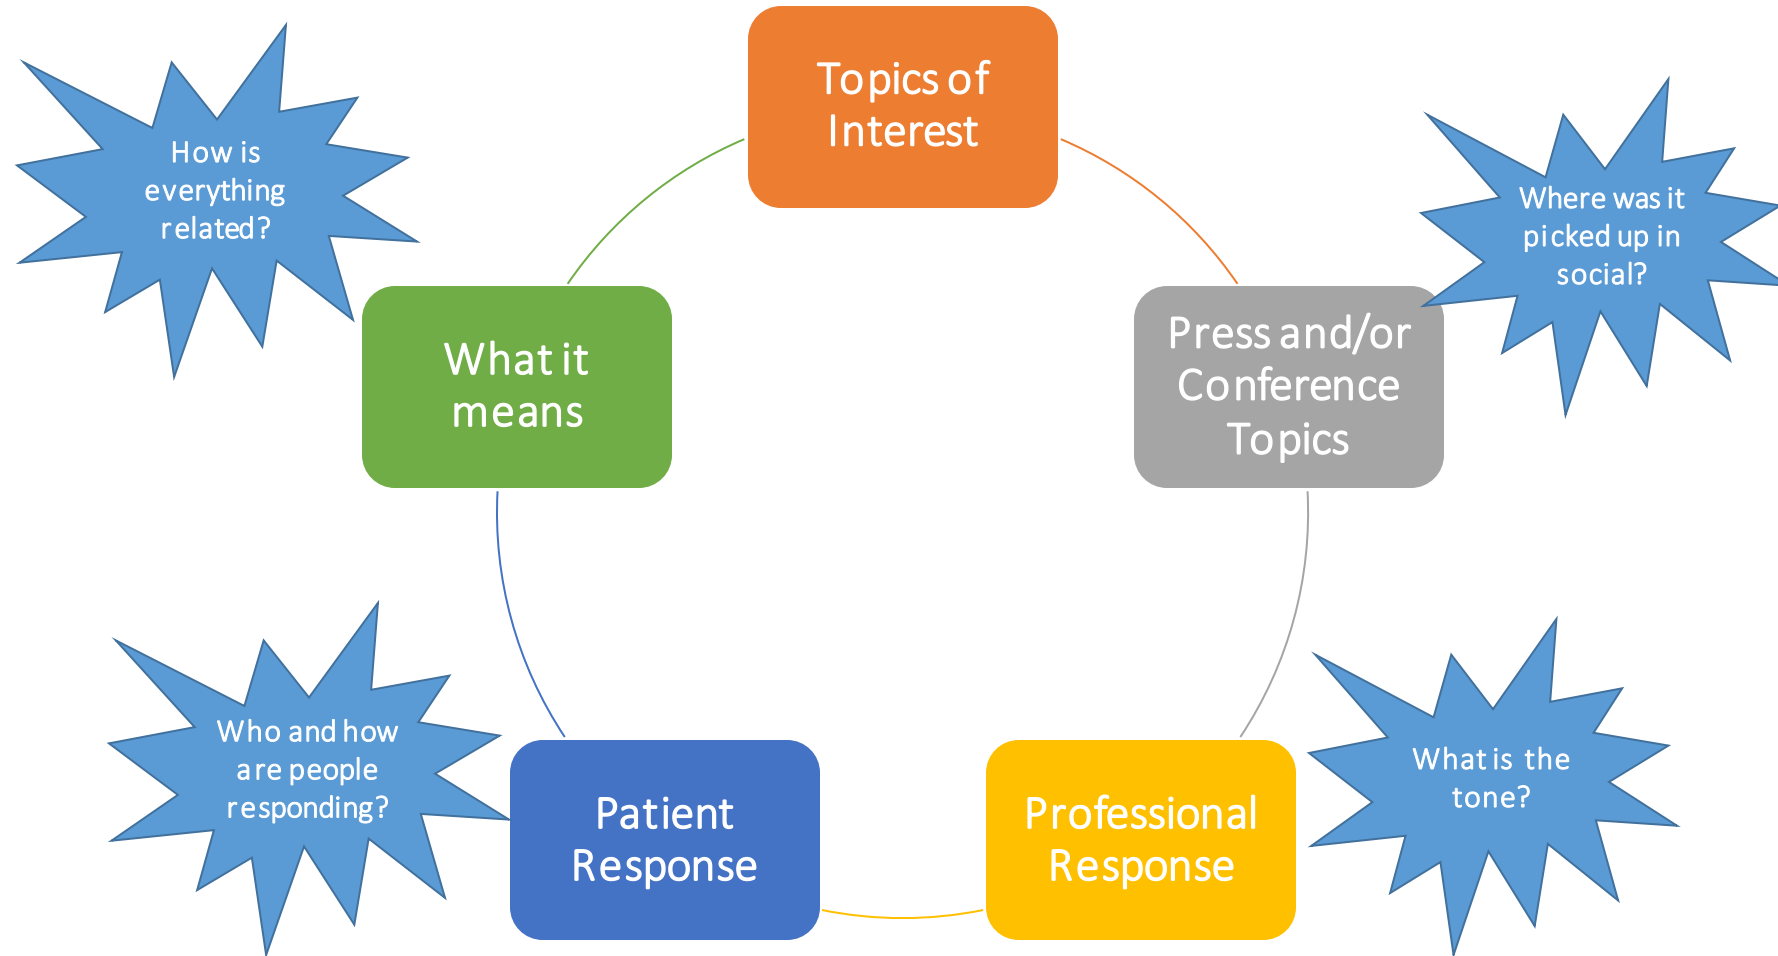 Topics of
Interest
How is
everything
related?
Where was it
picked up in
social?
What it
means
Press and/or
Conference
Topics
Who and how
are people
responding?
Patient
Response
Professional
Response
What is the
tone?